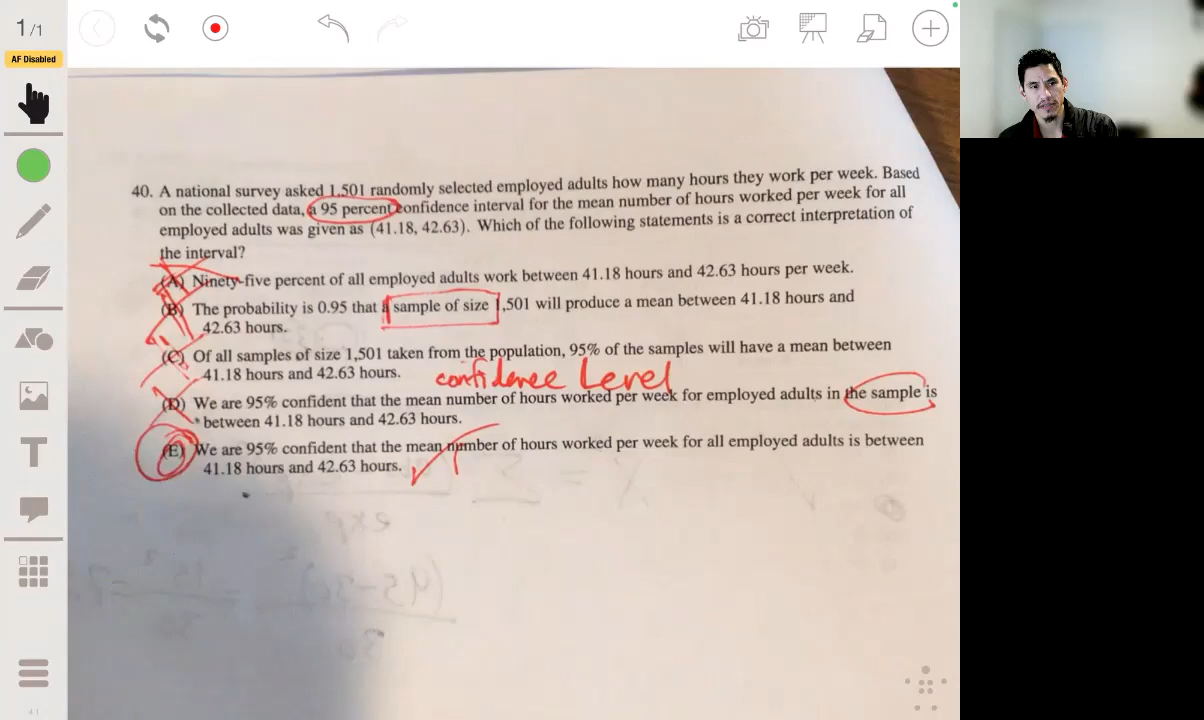 1/1
AF Disabled
40. A national survey asked 1,501 randomly selected employed adults how many hours they work per week. Based
on the collected data, a 95 percent confidence interval for the mean number of hours worked per week for all
employed adults was given as (41.18, 42.63). Which of the following statements is a correct interpretation of
the interval?
(A) Ninety-five percent of all employed adults work between 41.18 hours and 42.63 hours per week.
(B) The probability is 0.95 that a sample of size 1,501 will produce a mean between 41.18 hours and
42.63 hours.
(C) Of all samples of size 1,501 taken from the population, 95% of the samples will have a mean between
41.18 hours and 42.63 hours.
confidence Level
(D) We are 95% confident that the mean number of hours worked per week for employed adults in the sample is
between 41.18 hours and 42.63 hours.
(E) We are 95% confident that the mean number of hours worked per week for all employed adults is between
41.18 hours and 42.63 hours.
T